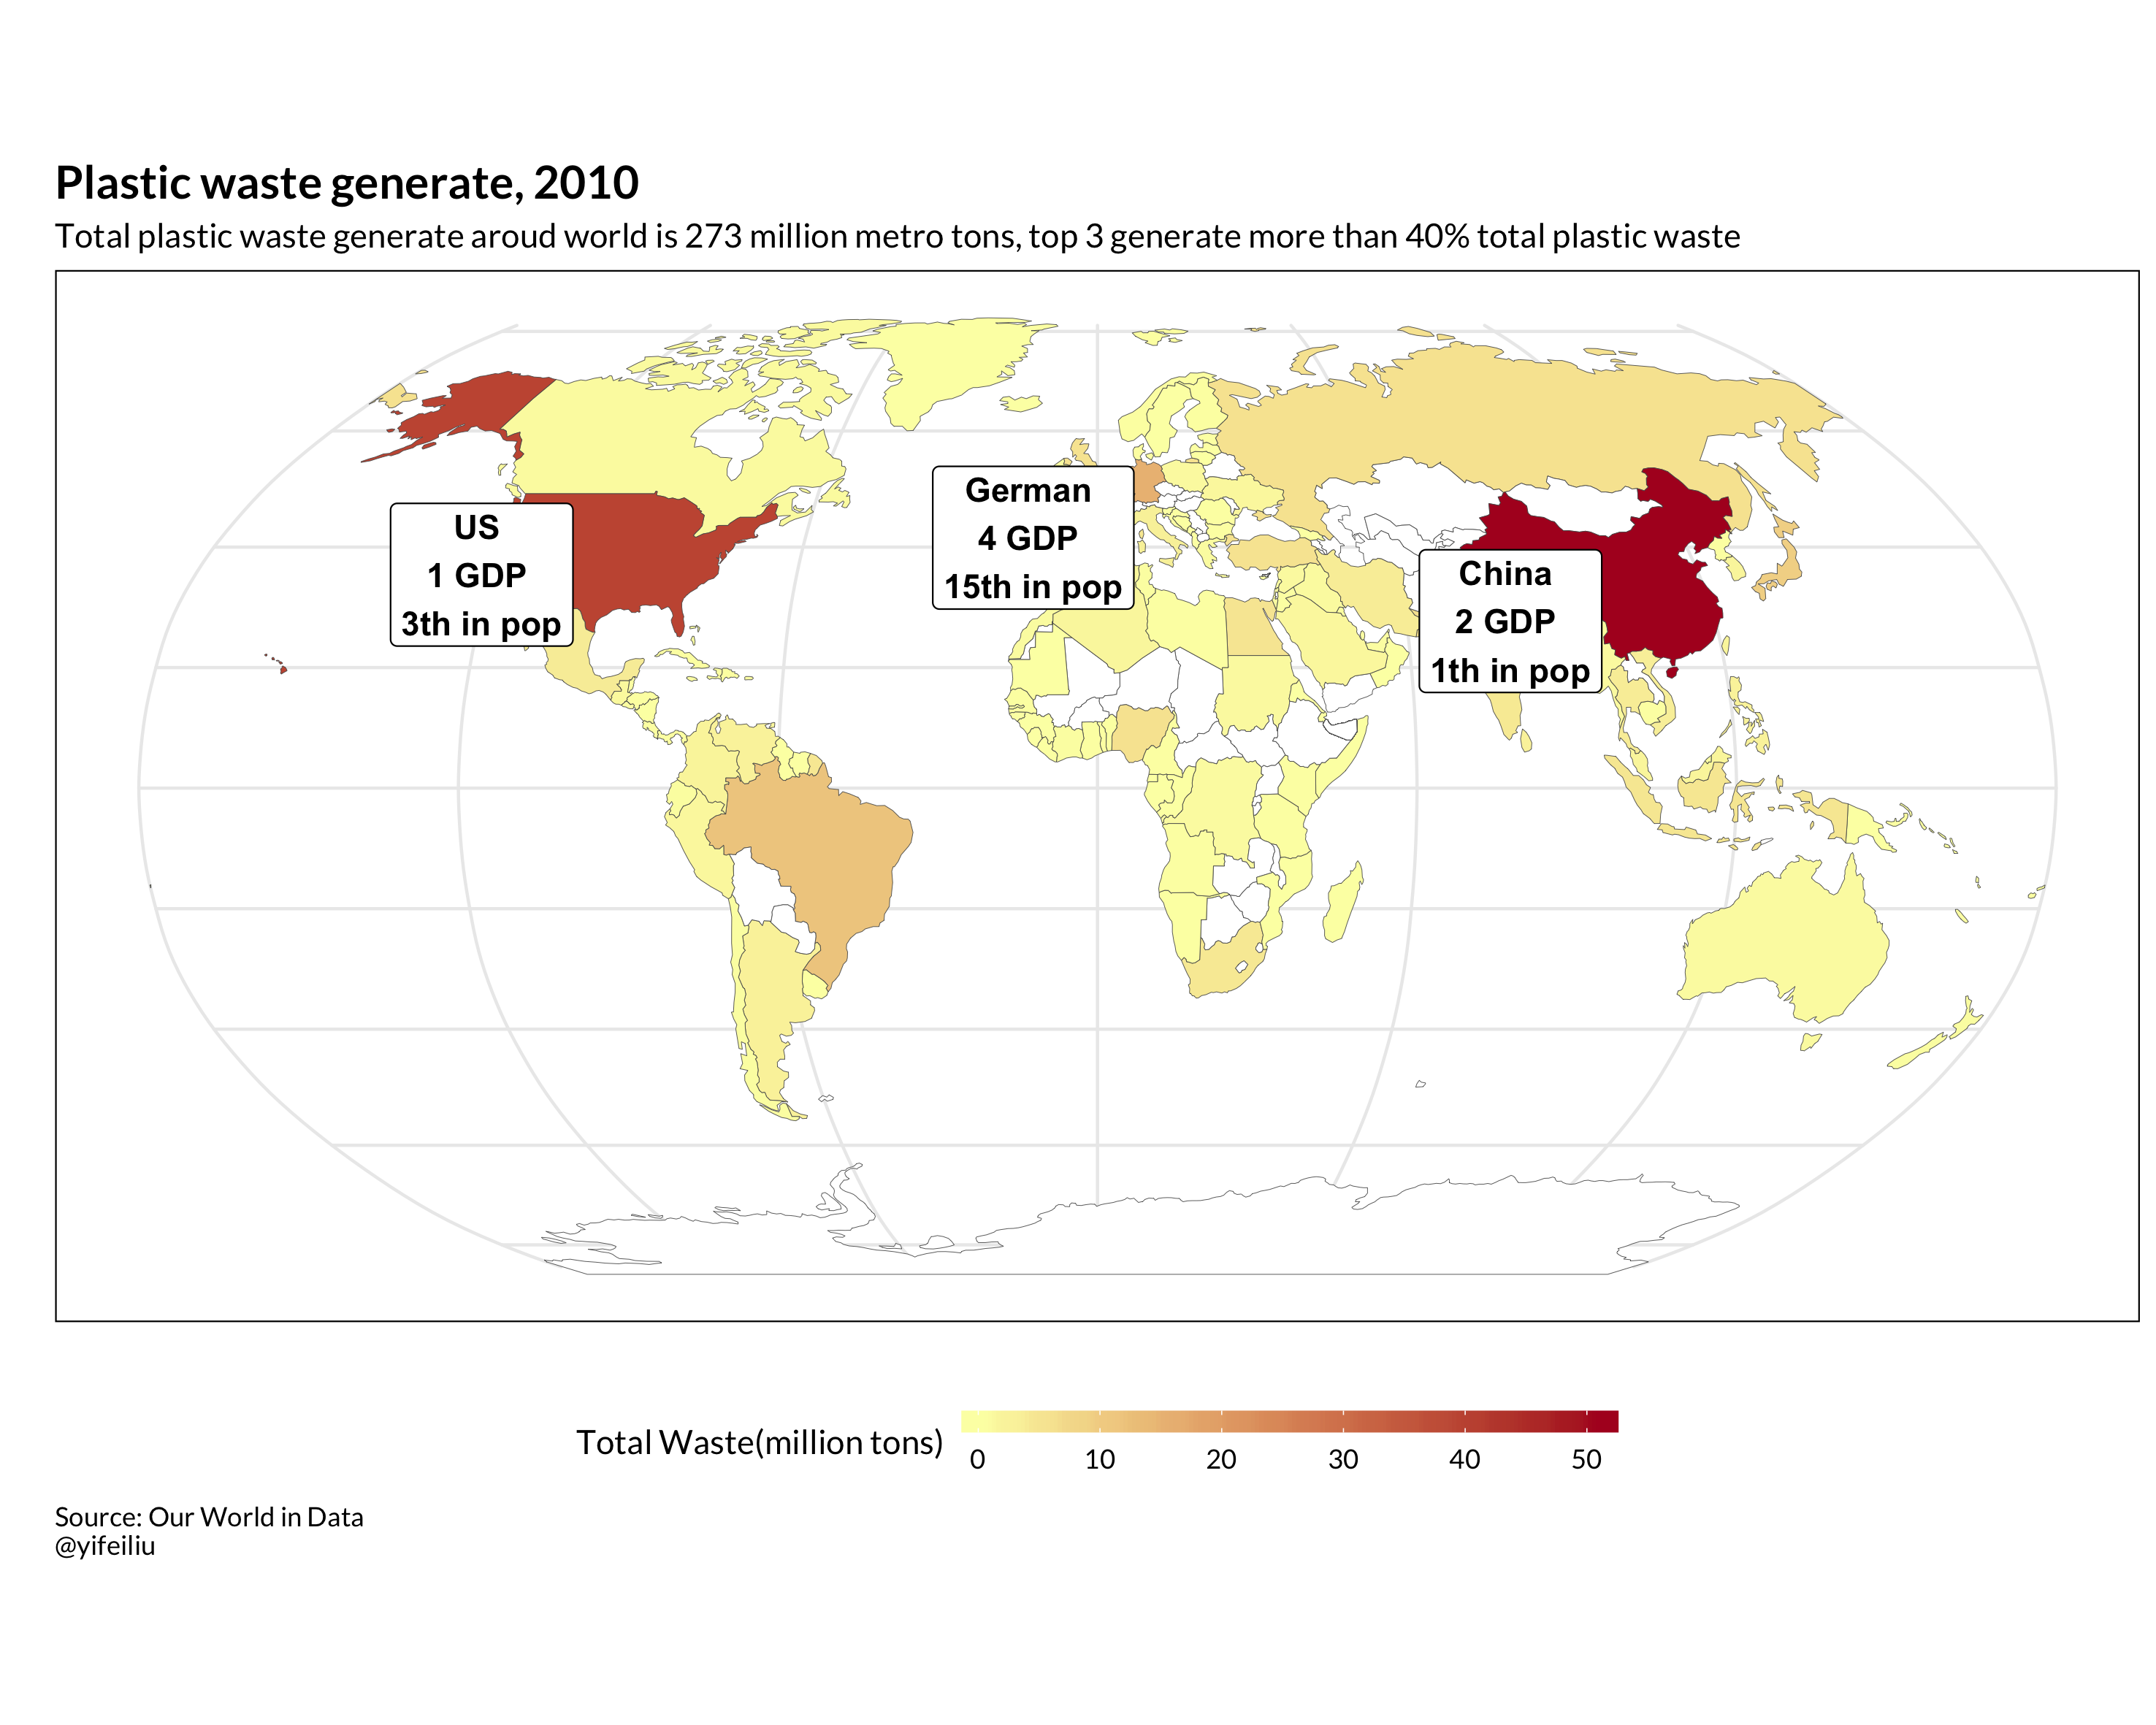 Plastic waste generate, 2010
Total plastic waste generate aroud world is 273 million metro tons, top 3 generate more than 40% total plastic waste
US
1 GDP
3th in pop
German
4 GDP
15th in pop
China
2 GDP
1th in pop
Total Waste(million tons)
0 10 20 30 40 50
Source: Our World in Data
@yifeiliu